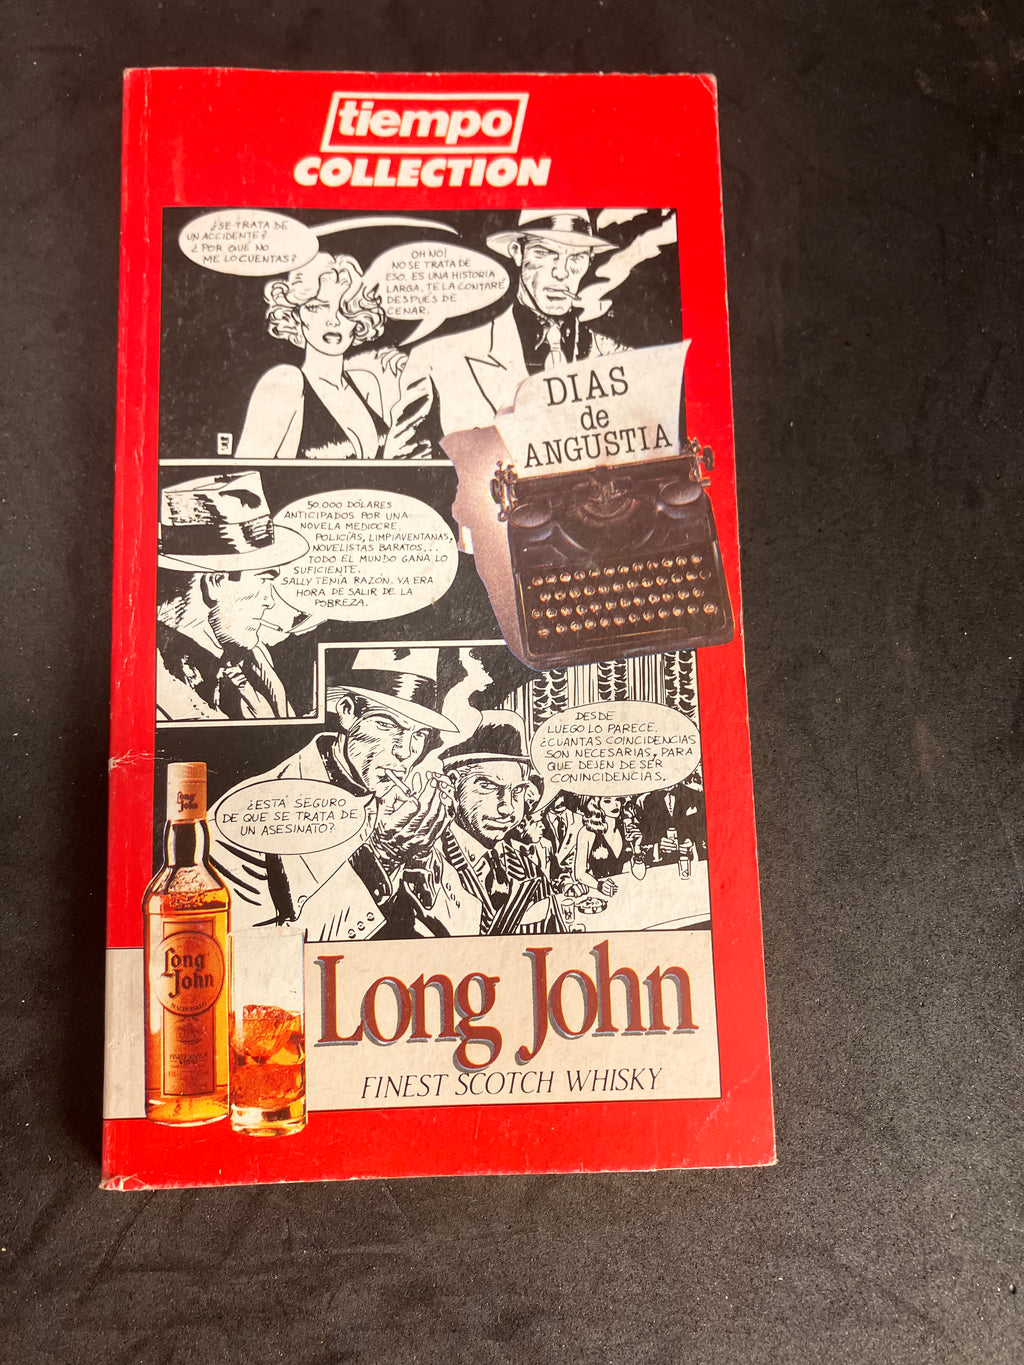 tiempo
COLLECTION
¿SE TRATA DE
UN ACCIDENTE?
¿POR QUÉ NO
ME LO CUENTAS?
OH NO!
NO SE TRATA DE
ESO. ES UNA HISTORIA
LARGA. TE LA CONTARÉ
DESPUÉS DE
CENAR.
DIAS
de
ANGUSTIA
50.000 DÓLARES
ANTICIPADOS POR UNA
NOVELA MEDIOCRE.
POLICÍAS, LIMPIAVENTANAS,
NOVELISTAS BARATOS...
TODO EL MUNDO GANA LO
SUFICIENTE.
SALLY TENÍA RAZÓN. YA ERA
HORA DE SALIR DE LA
POBREZA.
DESDE
LUEGO LO PARECE.
¿CUANTAS COINCIDENCIAS
SON NECESARIAS, PARA
QUE DEJEN DE SER
CONINCIDENCIAS.
¿ESTÁ SEGURO
DE QUE SE TRATA DE
UN ASESINATO?
Long
John
Long
John
Long John
FINEST SCOTCH WHISKY